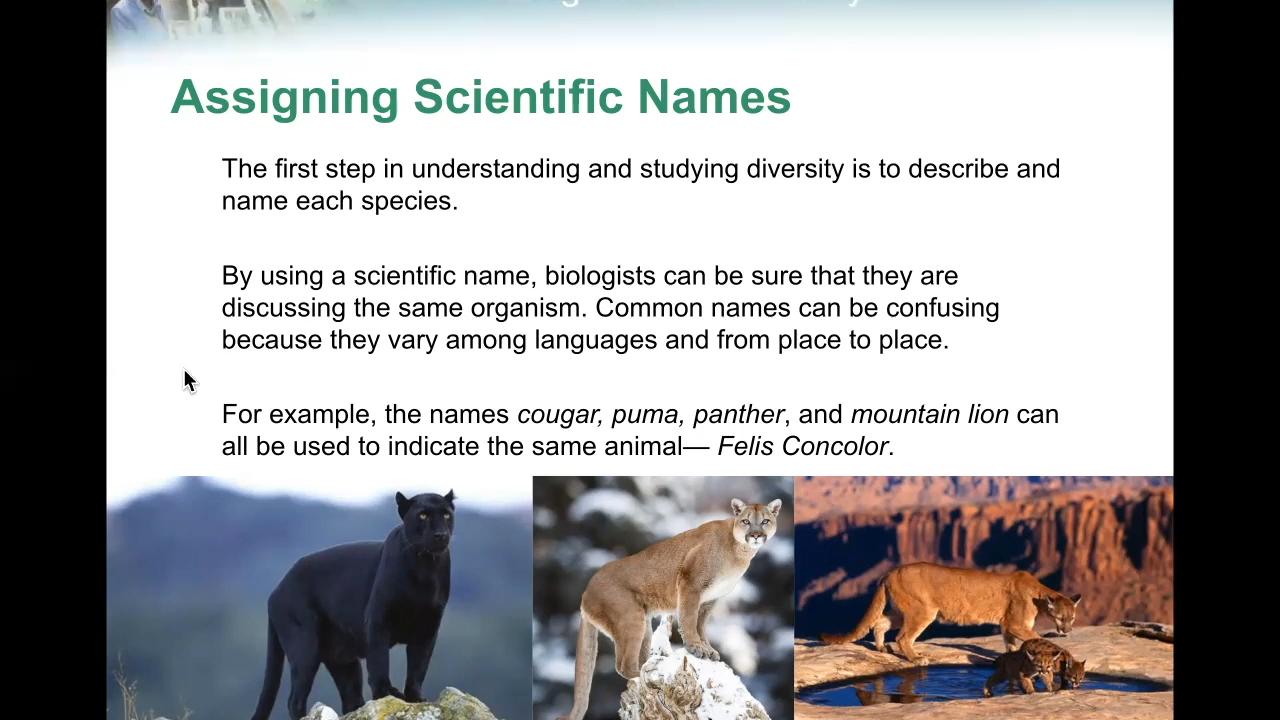 Assigning Scientific Names
The first step in understanding and studying diversity is to describe and
name each species.
By using a scientific name, biologists can be sure that they are
discussing the same organism. Common names can be confusing
because they vary among languages and from place to place.
For example, the names cougar, puma, panther, and mountain lion can
all be used to indicate the same animal— Felis Concolor.